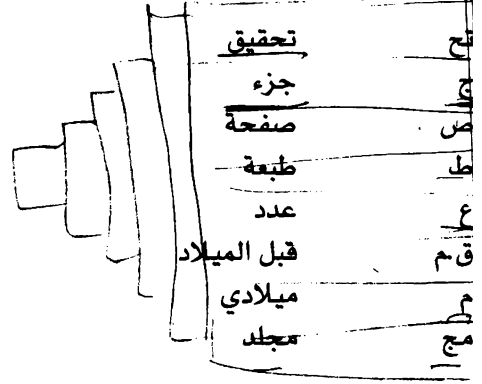 تح تحقيق
ج جزء
ص صفحة
ط طبعة
ع عدد
ق.م قبل الميلاد
م ميلادي
مج مجلد